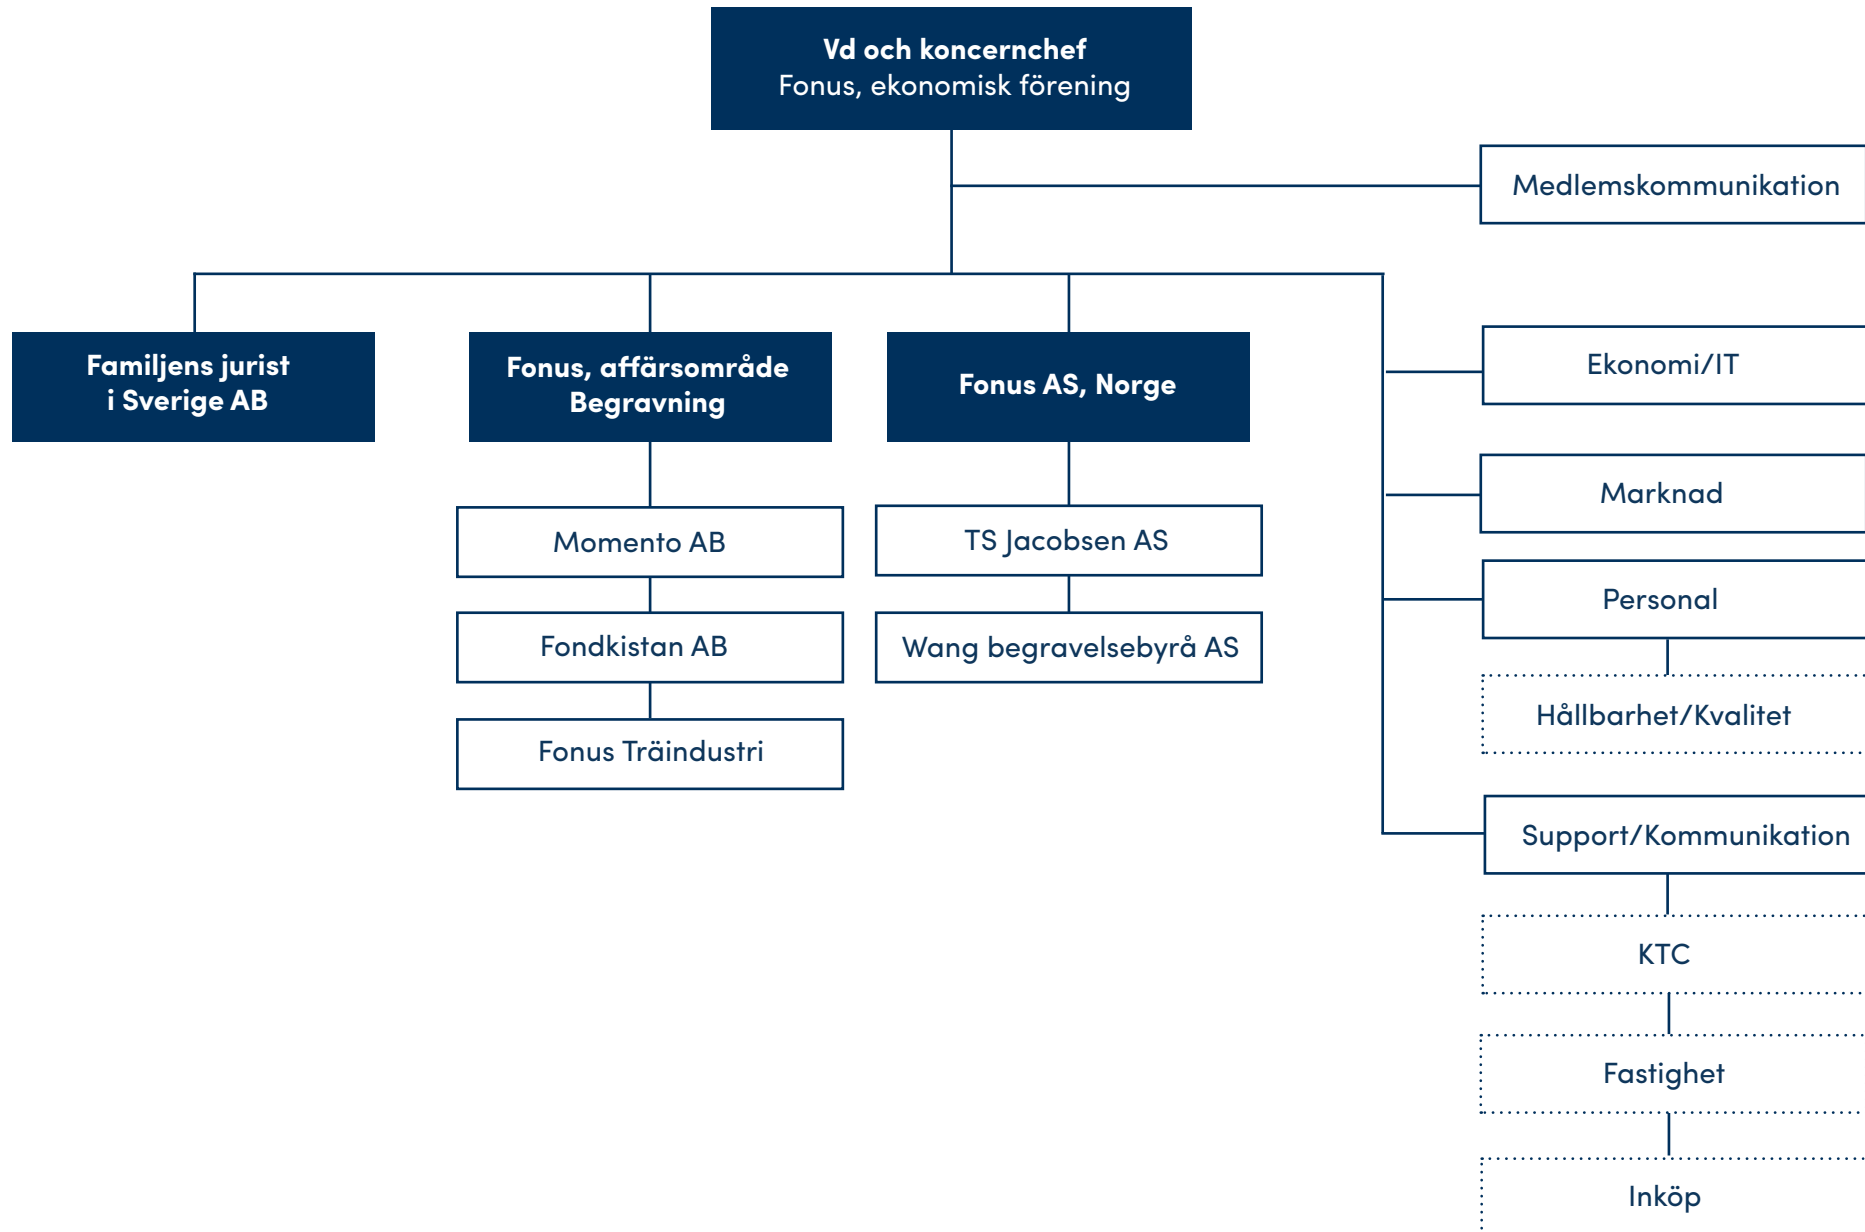 Vd och koncernchef
Fonus, ekonomisk förening
Medlemskommunikation
Familjens jurist
i Sverige AB
Fonus, affärsområde
Begravning
Fonus AS, Norge
Momento AB
Fondkistan AB
Fonus Träindustri
TS Jacobsen AS
Wang begravelsebyrå AS
Ekonomi/IT
Marknad
Personal
Hållbarhet/Kvalitet
Support/Kommunikation
KTC
Fastighet
Inköp